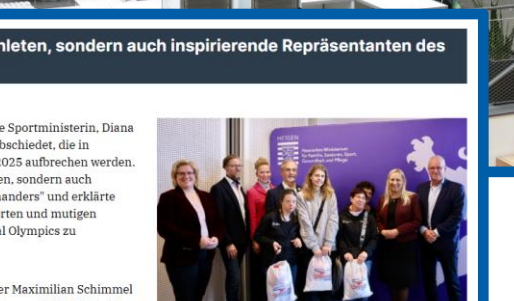 hleten, sondern auch inspirierende Repräsentanten des
e Sportministerin, Diana
bschiedet, die in
2025 aufbrechen werden.
en, sondern auch
nanders" und erklärte
rten und mutigen
al Olympics zu
er Maximilian Schimmel
HESSEN
Hessisches Ministerium
für Familie, Senioren, Sport,
Gesundheit und Pflege